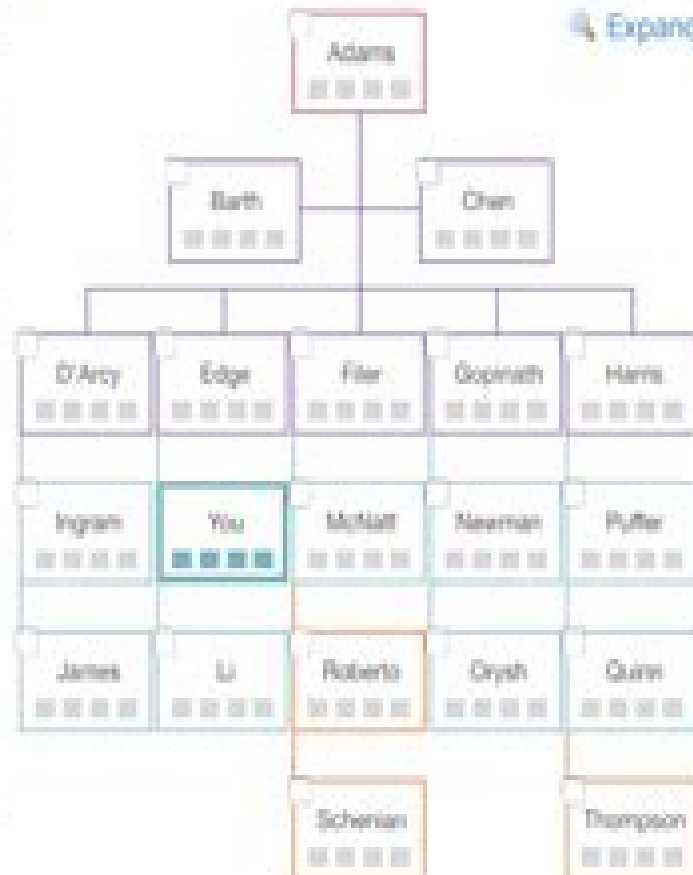 Expand
Adams
Barth Chen
D'Arcy Edge Filer Gopinath Harris
Ingram You McNatt Newman Puffer
James Li Roberto Orysh Quinn
Schenian Thompson